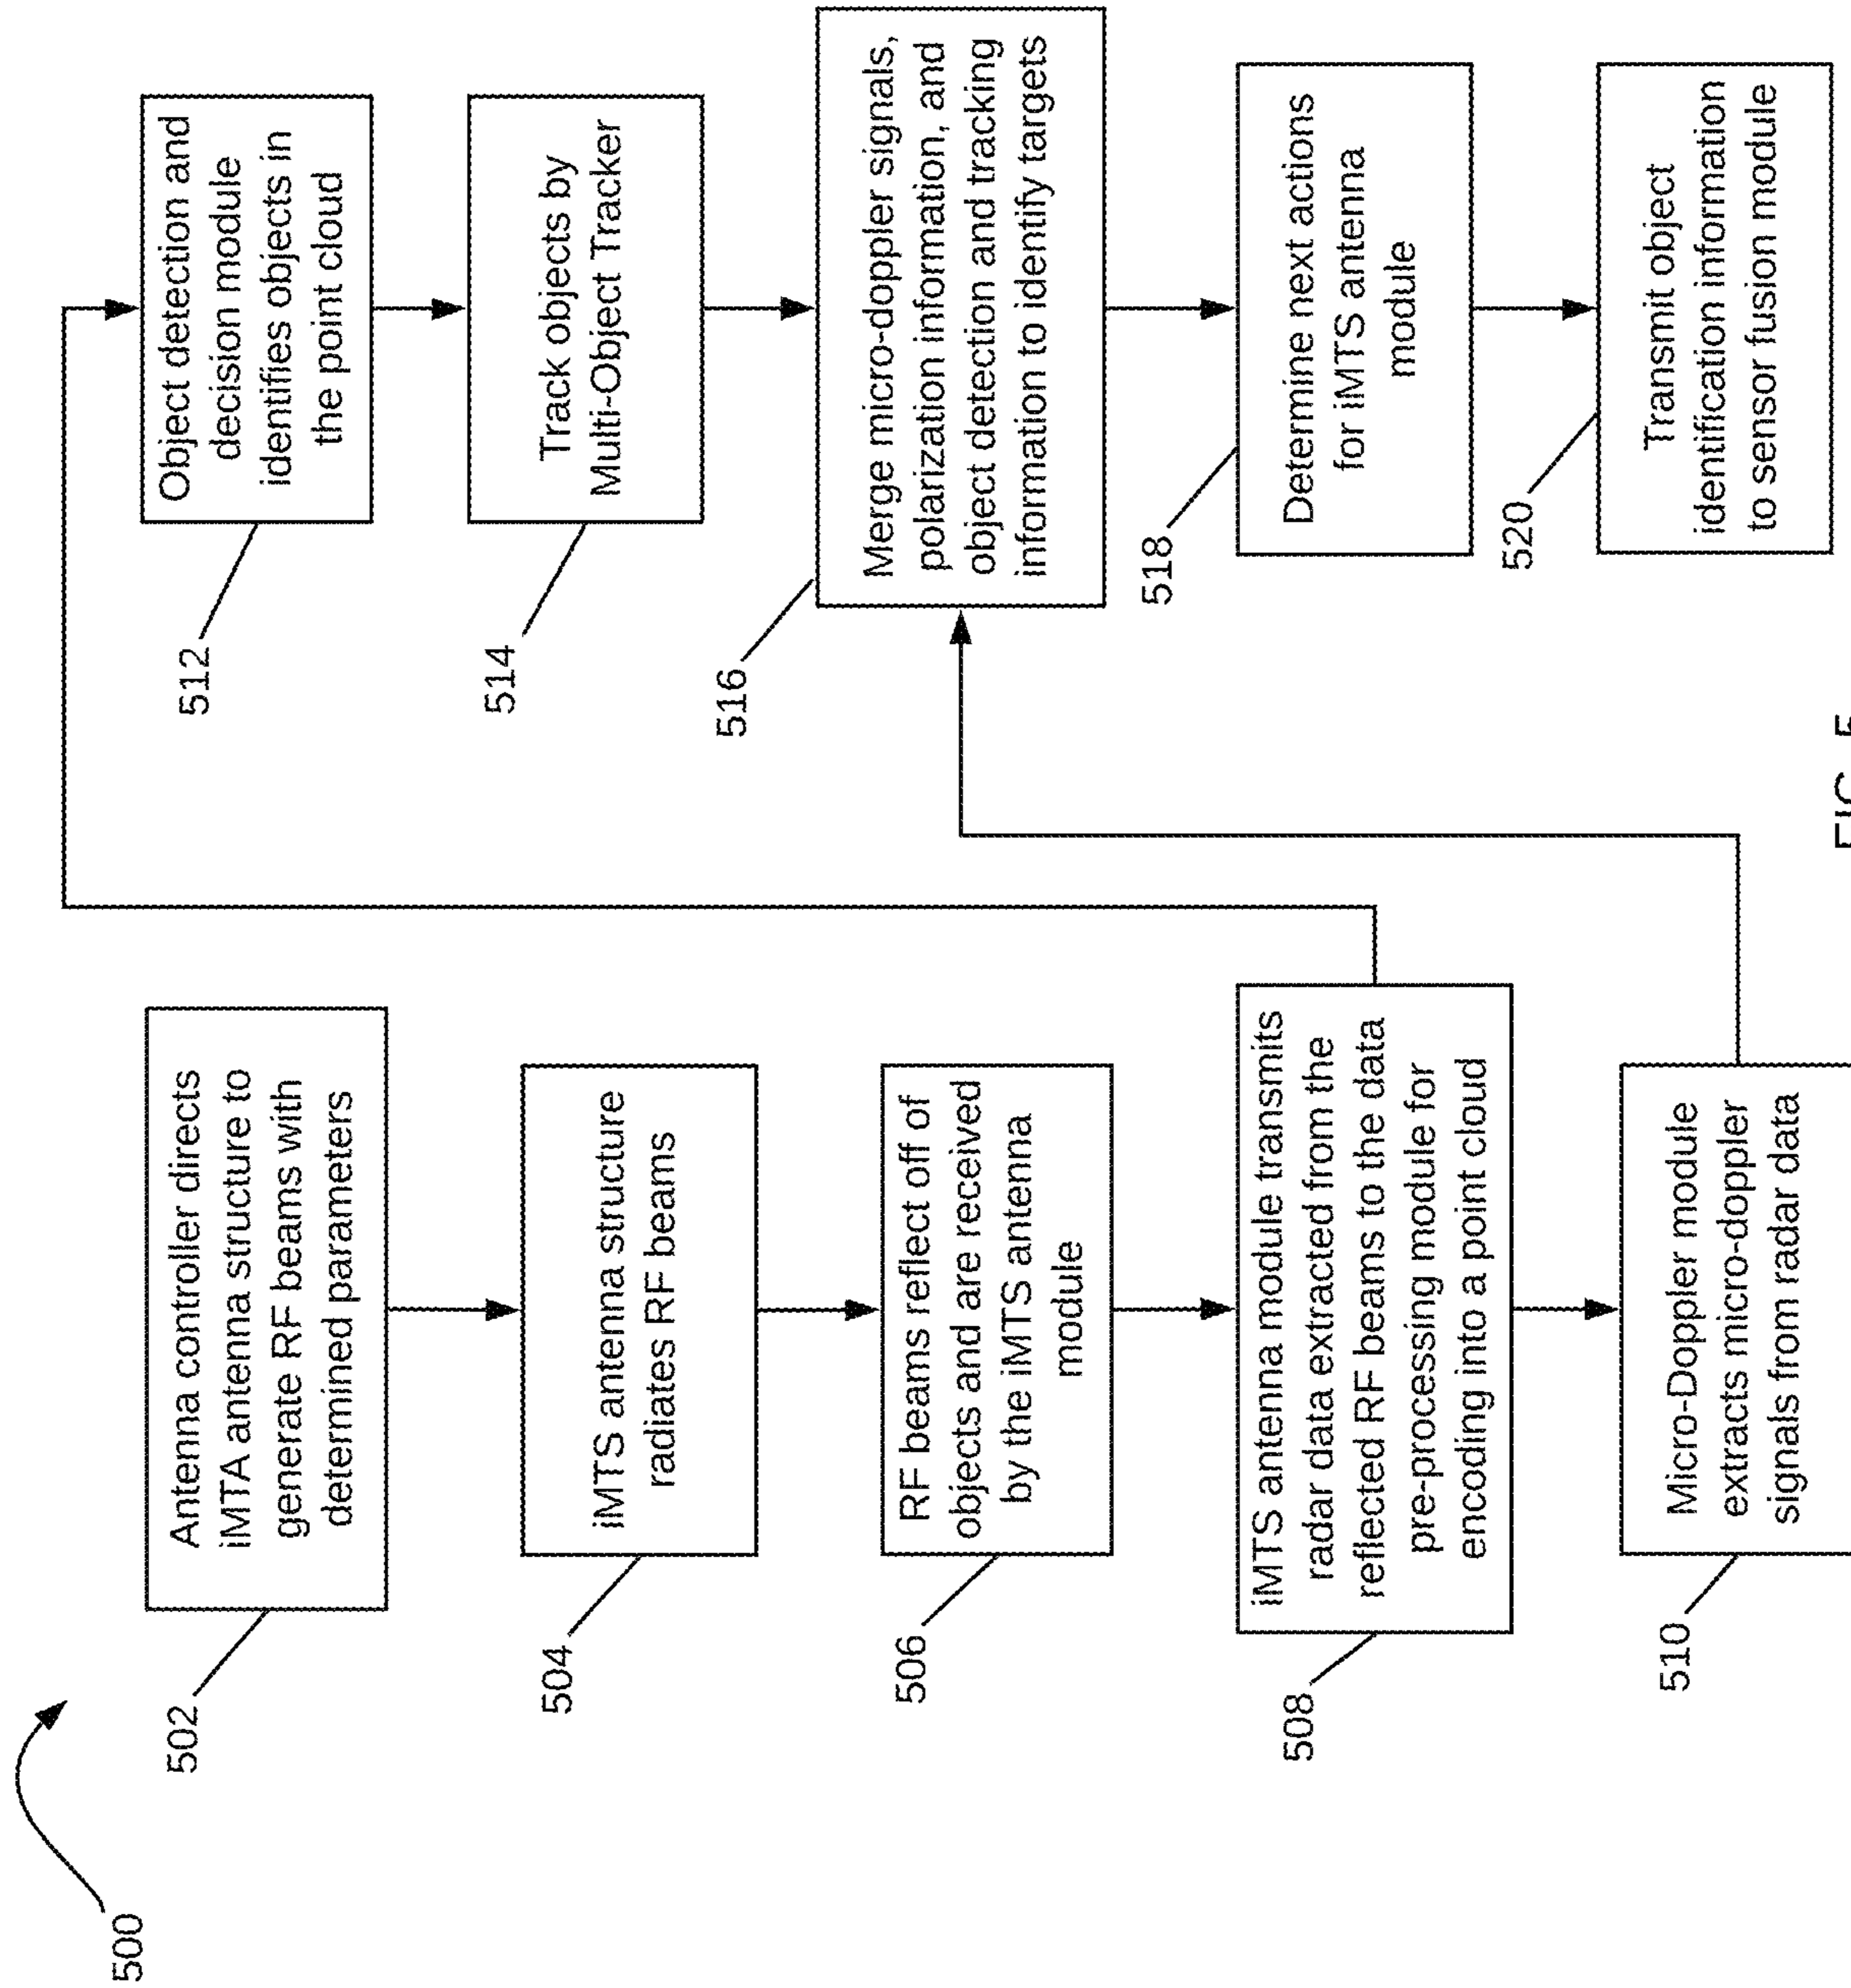 500
502
Antenna controller directs
iMTA antenna structure to
generate RF beams with
determined parameters
504
iMTS antenna structure
radiates RF beams
506
RF beams reflect off of
objects and are received
by the iMTS antenna
module
508
iMTS antenna module transmits
radar data extracted from the
reflected RF beams to the data
pre-processing module for
encoding into a point cloud
510
Micro-Doppler module
extracts micro-doppler
signals from radar data
512
Object detection and
decision module
identifies objects in
the point cloud
514
Track objects by
Multi-Object Tracker
516
Merge micro-doppler signals,
polarization information, and
object detection and tracking
information to identify targets
518
Determine next actions
for iMTS antenna
module
520
Transmit object
identification information
to sensor fusion module